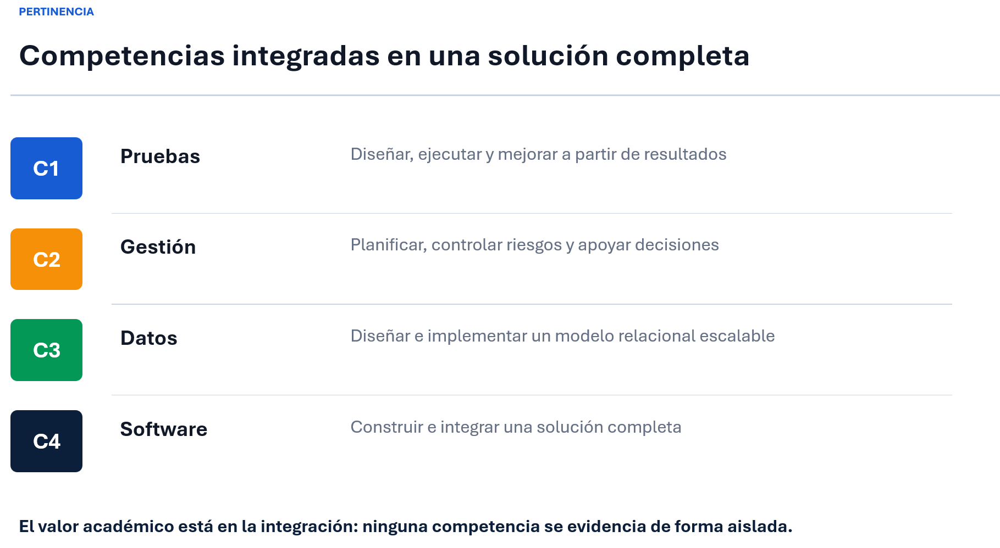 PERTINENCIA
Competencias integradas en una solución completa
C1
Pruebas
Diseñar, ejecutar y mejorar a partir de resultados
C2
Gestión
Planificar, controlar riesgos y apoyar decisiones
C3
Datos
Diseñar e implementar un modelo relacional escalable
C4
Software
Construir e integrar una solución completa
El valor académico está en la integración: ninguna competencia se evidencia de forma aislada.